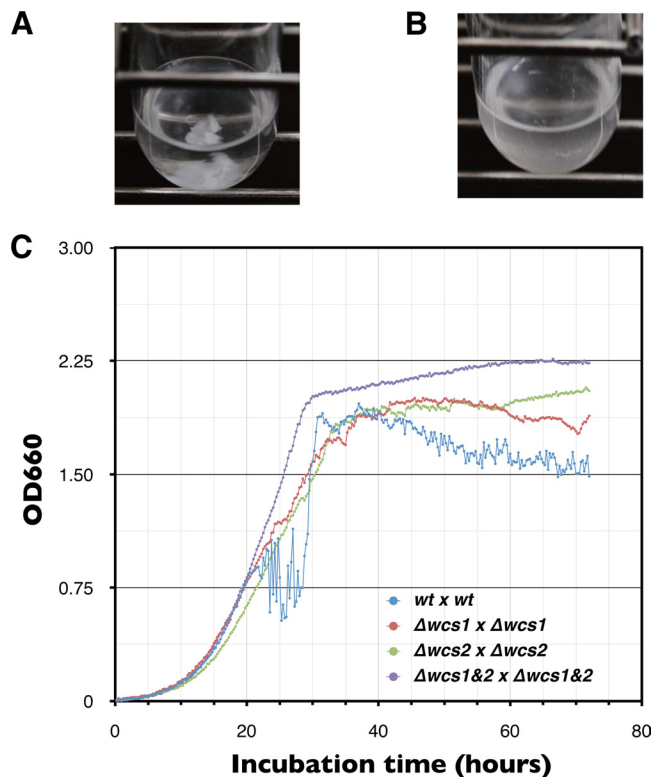 A
B
C
3.00
2.25
1.50
0.75
0
OD660
wt x wt
Δwcs1 x Δwcs1
Δwcs2 x Δwcs2
Δwcs1&2 x Δwcs1&2
0
20
40
60
80
Incubation time (hours)